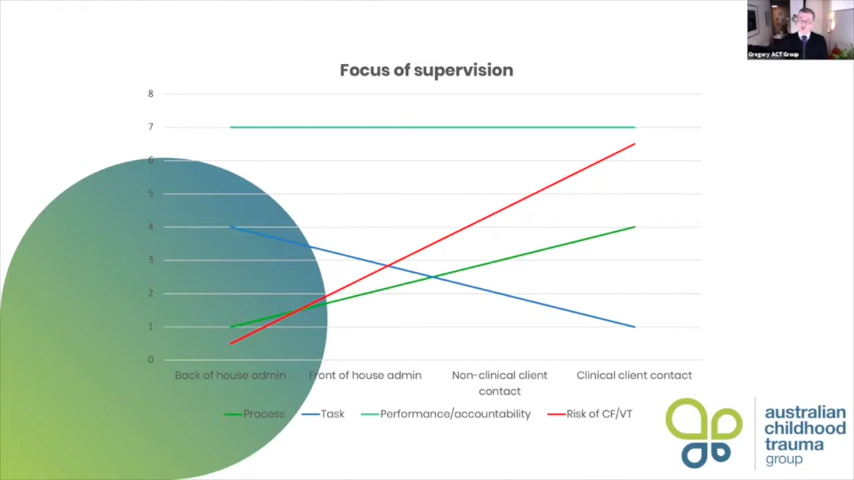 Gregory ACT Group
Focus of supervision
8
7
6
5
4
3
2
1
0
Back of house admin
Front of house admin
Non-clinical client
contact
Clinical client contact
Process
Task
Performance/accountability
Risk of CF/VT
australian
childhood
trauma
group